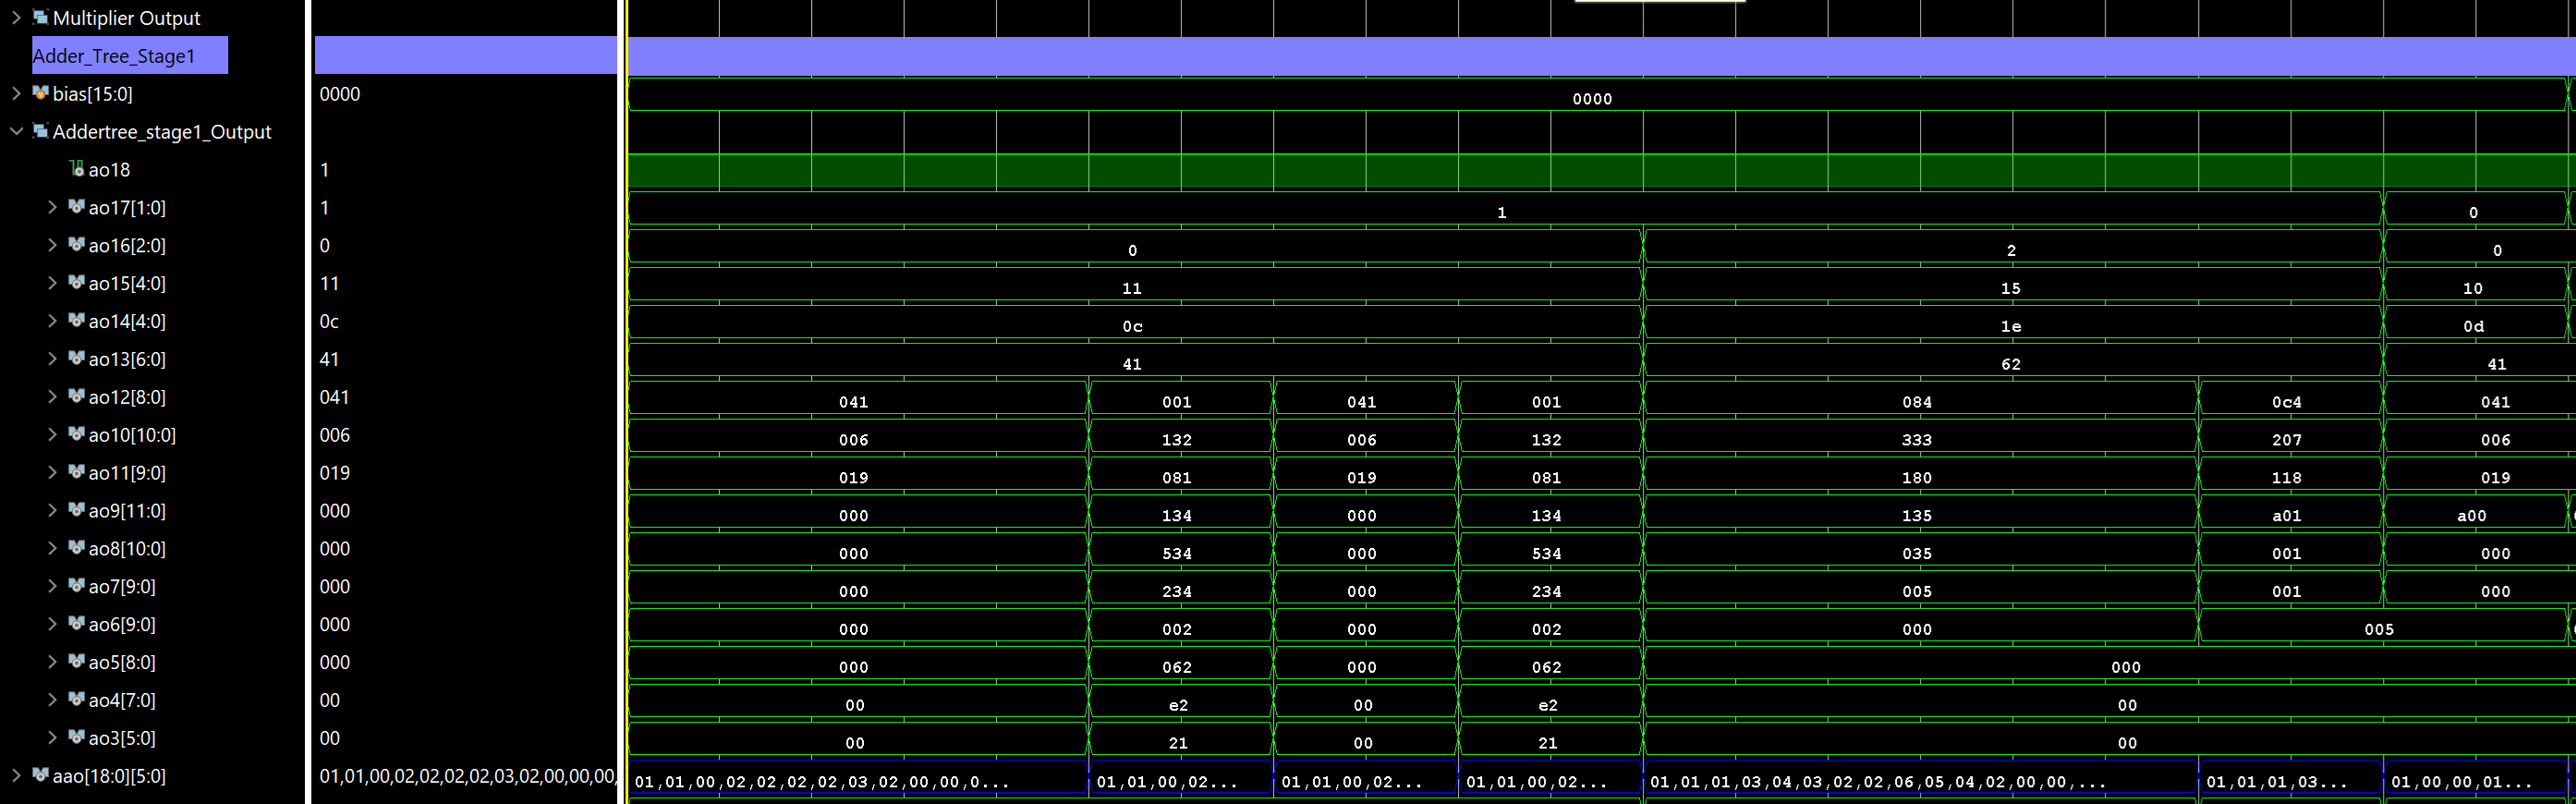 Multiplier Output
Adder_Tree_Stage1
bias[15:0] 0000 0000
Addertree_stage1_Output
ao18 1
ao17[1:0] 1 1 0
ao16[2:0] 0 0 2 0
ao15[4:0] 11 11 15 10
ao14[4:0] 0c 0c 1e 0d
ao13[6:0] 41 41 62 41
ao12[8:0] 041 041 001 041 001 084 0c4 041
ao10[10:0] 006 006 132 006 132 333 207 006
ao11[9:0] 019 019 081 019 081 180 118 019
ao9[11:0] 000 000 134 000 134 135 a01 a00
ao8[10:0] 000 000 534 000 534 035 001 000
ao7[9:0] 000 000 234 000 234 005 001 000
ao6[9:0] 000 000 002 000 002 000 005
ao5[8:0] 000 000 062 000 062 000
ao4[7:0] 00 00 e2 00 e2 00
ao3[5:0] 00 00 21 00 21 00
aao[18:0][5:0] 01,01,00,02,02,02,02,03,02,00,00,00, 01,01,00,02,02,02,02,03,02,00,00,0... 01,01,00,02... 01,01,00,02... 01,01,00,02... 01,01,01,03,04,03,02,02,06,05,04,02,00,00,... 01,01,01,03... 01,00,00,01...